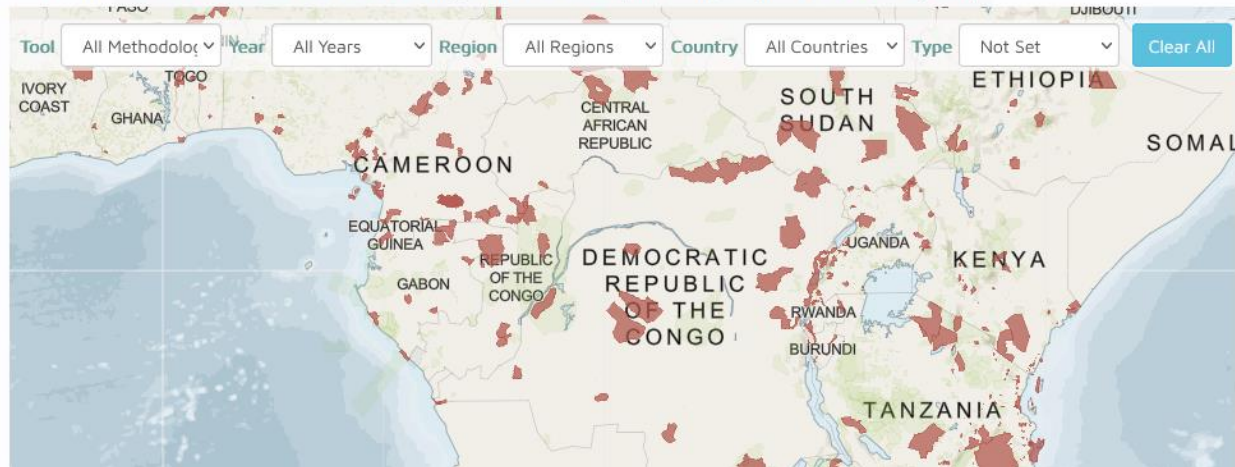 FASO
DJIBOUTI
Tool All Methodolog Year All Years Region All Regions Country All Countries Type Not Set Clear All
TOGO
ETHIOPIA
IVORY
COAST
GHANA
CENTRAL
AFRICAN
REPUBLIC
SOUTH
SUDAN
SOMAL
CAMEROON
EQUATORIAL
GUINEA
GABON
REPUBLIC
OF THE
CONGO
DEMOCRATIC
REPUBLIC
OF THE
CONGO
UGANDA
KENYA
RWANDA
BURUNDI
TANZANIA